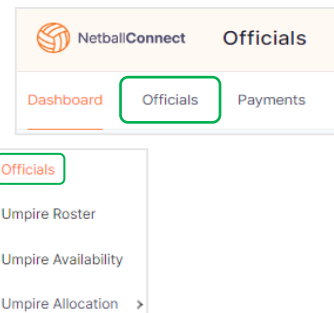 NetballConnect Officials
Dashboard Officials Payments
Officials
Umpire Roster
Umpire Availability
Umpire Allocation >